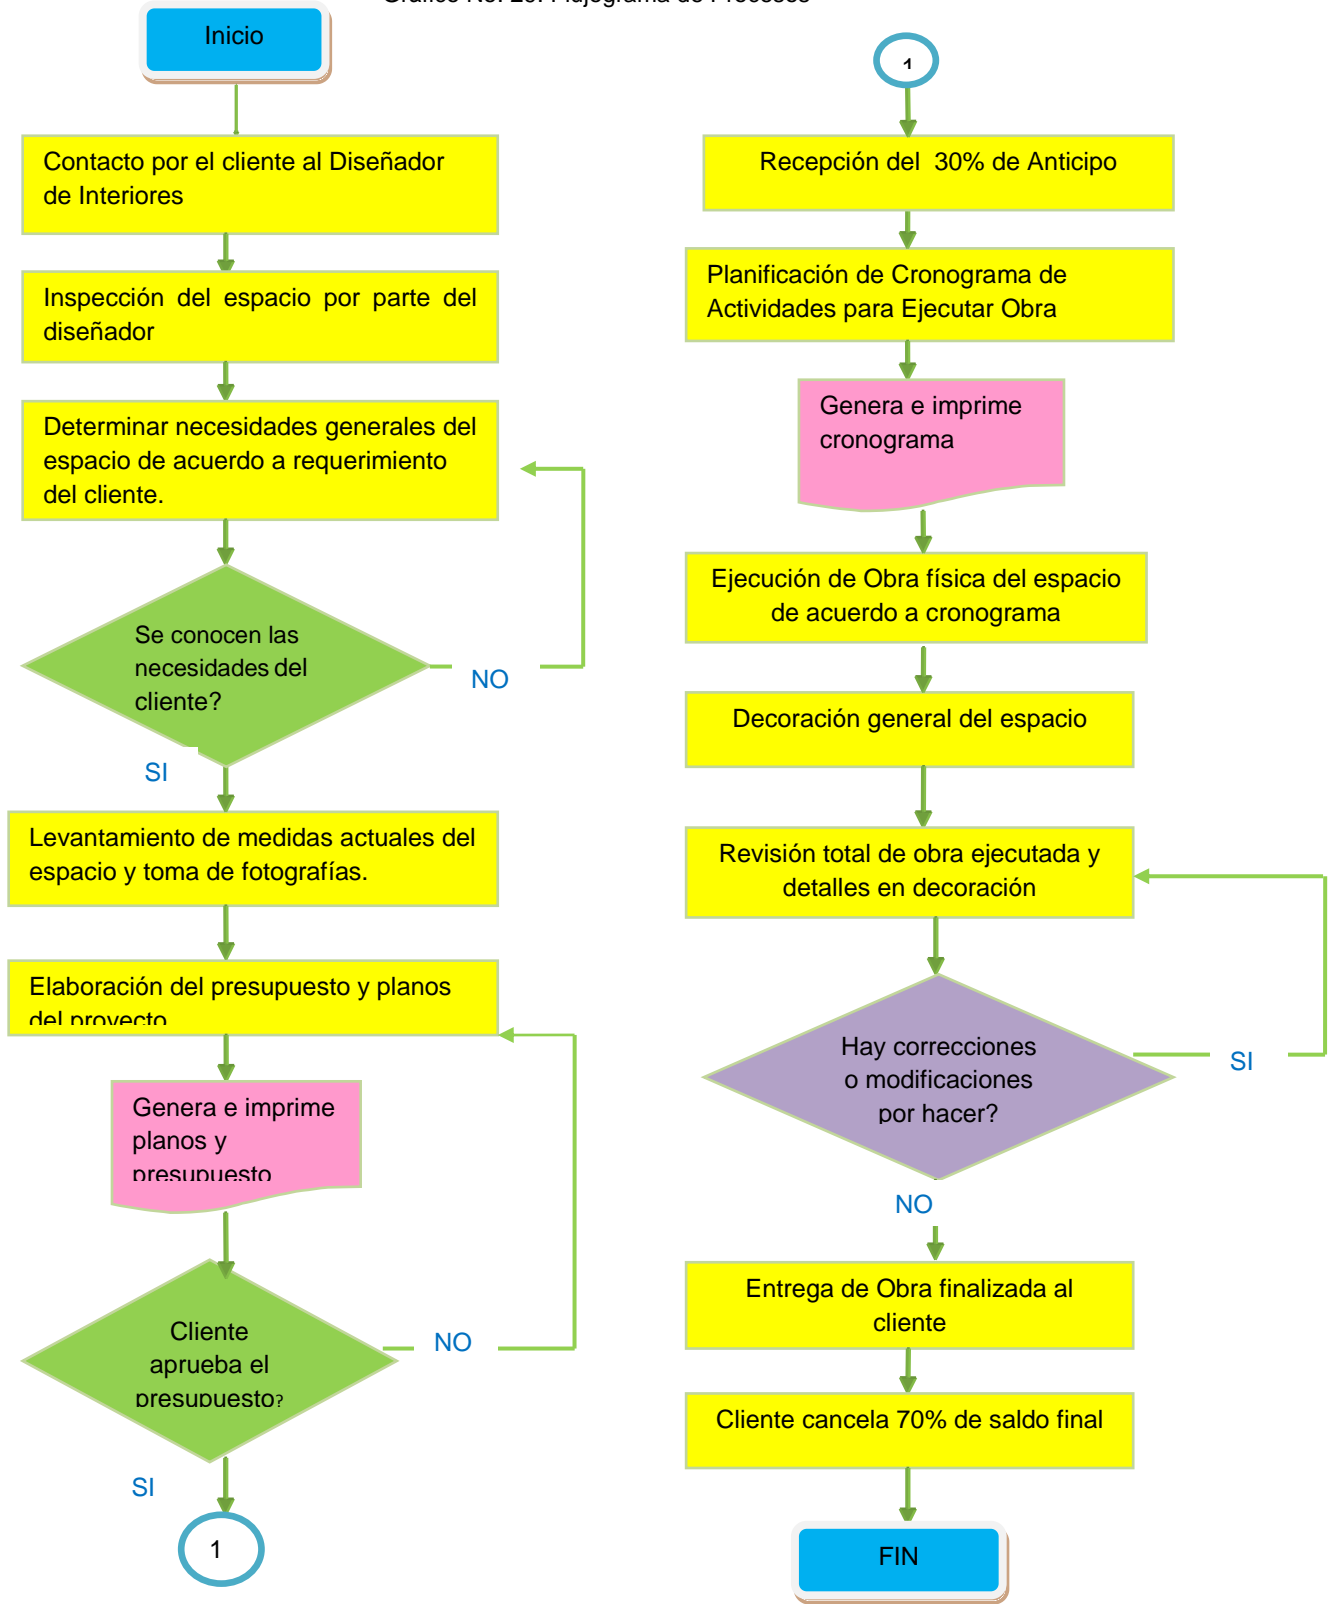 Inicio
Contacto por el cliente al Diseñador
de Interiores
Inspección del espacio por parte del
diseñador
Determinar necesidades generales del
espacio de acuerdo a requerimiento
del cliente.
Se conocen las
necesidades del
cliente?
NO
SI
Levantamiento de medidas actuales del
espacio y toma de fotografías.
Elaboración del presupuesto y planos
del proyecto
Genera e imprime
planos y
presupuesto
Cliente
aprueba el
presupuesto?
NO
SI
1
1
Recepción del 30% de Anticipo
Planificación de Cronograma de
Actividades para Ejecutar Obra
Genera e imprime
cronograma
Ejecución de Obra física del espacio
de acuerdo a cronograma
Decoración general del espacio
Revisión total de obra ejecutada y
detalles en decoración
Hay correcciones
o modificaciones
por hacer?
SI
NO
Entrega de Obra finalizada al
cliente
Cliente cancela 70% de saldo final
FIN